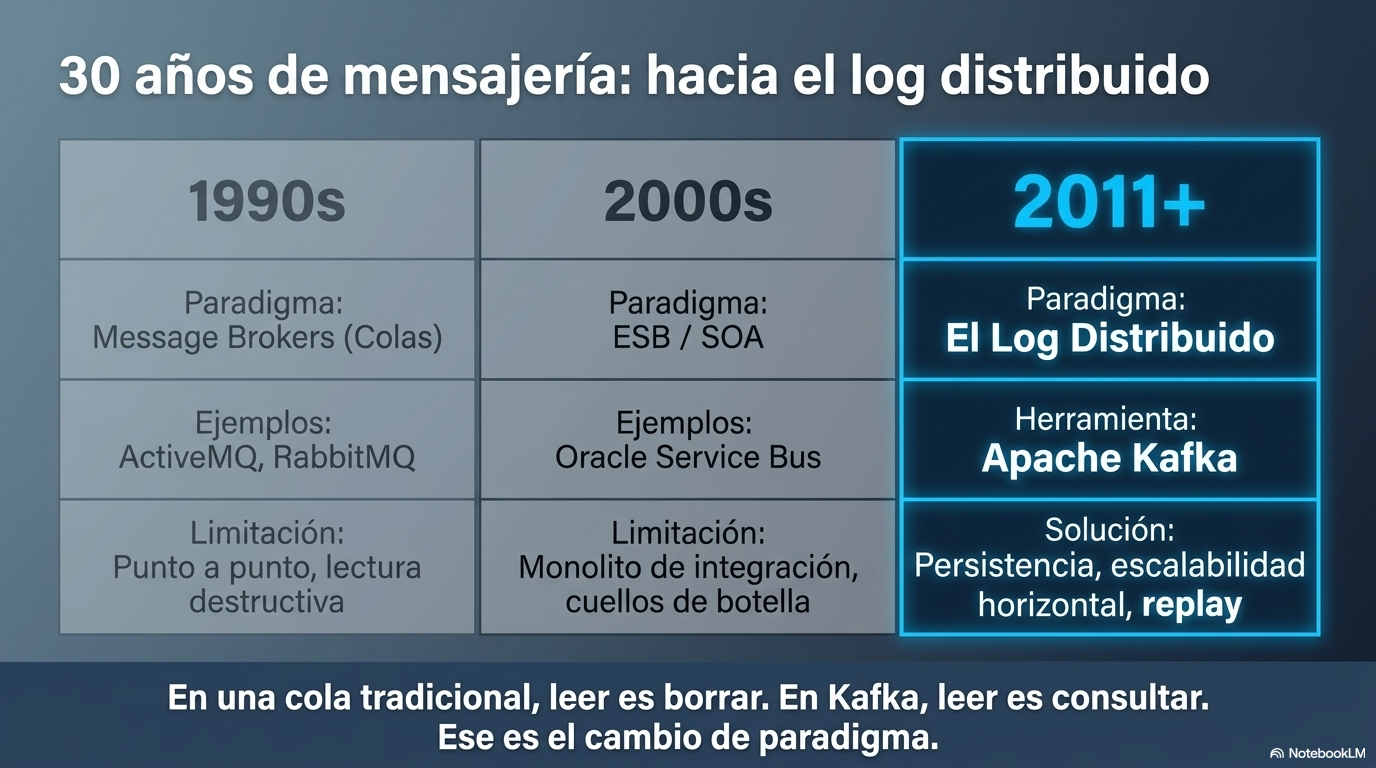 30 años de mensajería: hacia el log distribuido
1990s
Paradigma:
Message Brokers (Colas)
Ejemplos:
ActiveMQ, RabbitMQ
Limitación:
Punto a punto, lectura
destructiva
2000s
Paradigma:
ESB / SOA
Ejemplos:
Oracle Service Bus
Limitación:
Monolito de integración,
cuellos de botella
2011+
Paradigma:
El Log Distribuido
Herramienta:
Apache Kafka
Solución:
Persistencia, escalabilidad
horizontal, replay
En una cola tradicional, leer es borrar. En Kafka, leer es consultar.
Ese es el cambio de paradigma.
NotebookLM